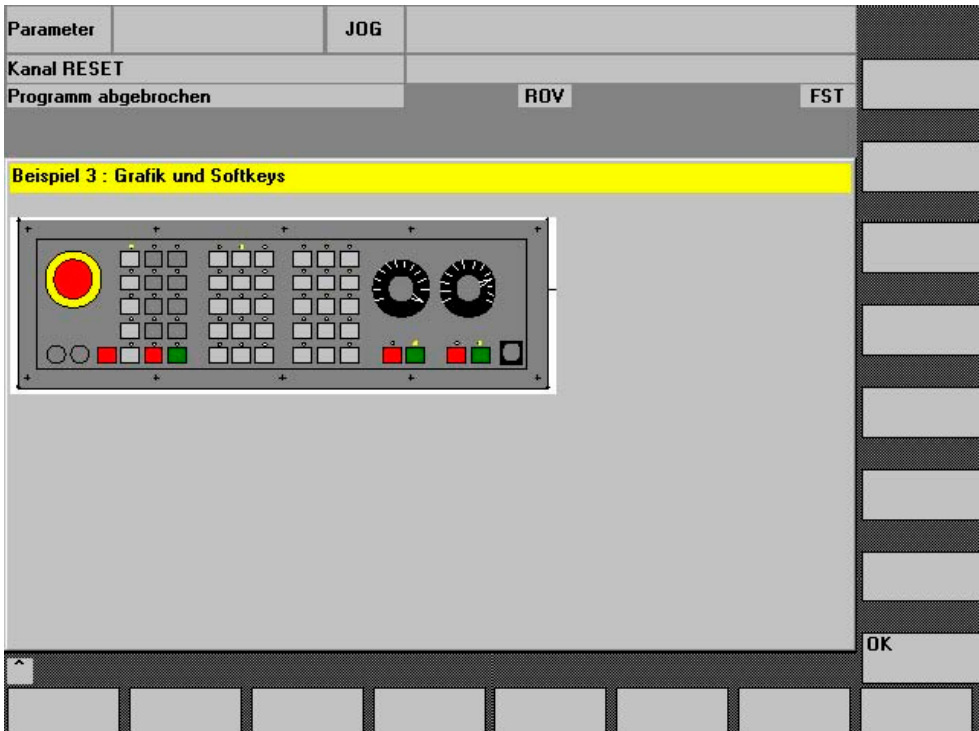 Parameter JOG
Kanal RESET
Programm abgebrochen ROV FST
Beispiel 3 : Grafik und Softkeys
OK
^